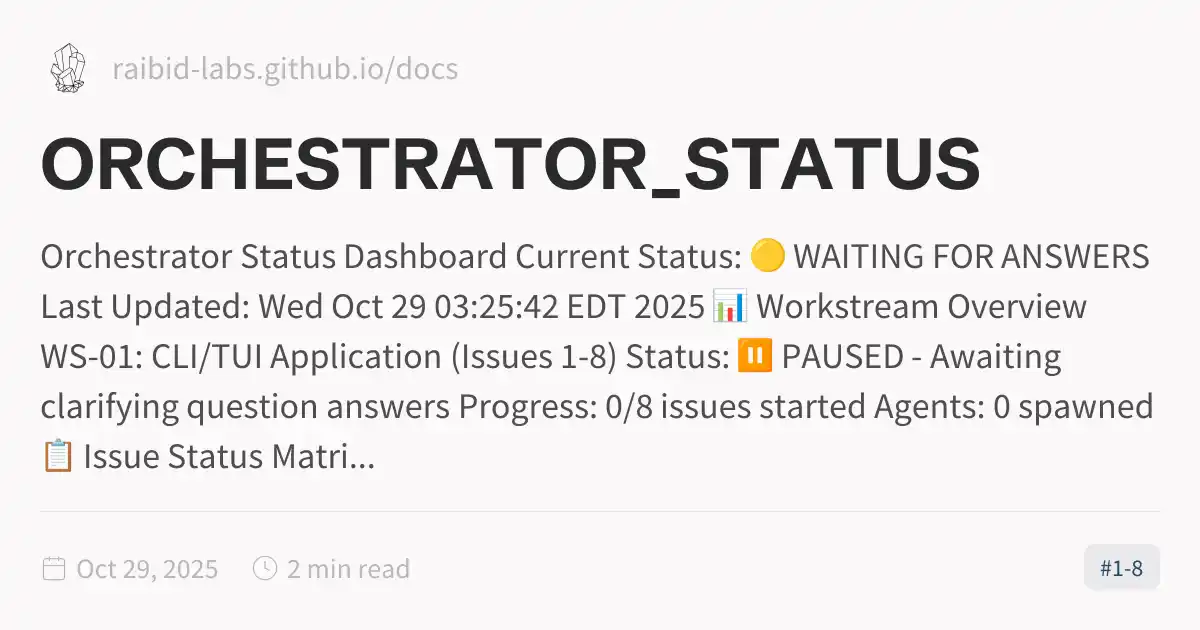 raibid-labs.github.io/docs
ORCHESTRATOR_STATUS
Orchestrator Status Dashboard Current Status: 🟡 WAITING FOR ANSWERS
Last Updated: Wed Oct 29 03:25:42 EDT 2025 📊 Workstream Overview
WS-01: CLI/TUI Application (Issues 1-8) Status: ⏸️ PAUSED - Awaiting
clarifying question answers Progress: 0/8 issues started Agents: 0 spawned
📋 Issue Status Matri...
Oct 29, 2025 2 min read #1-8